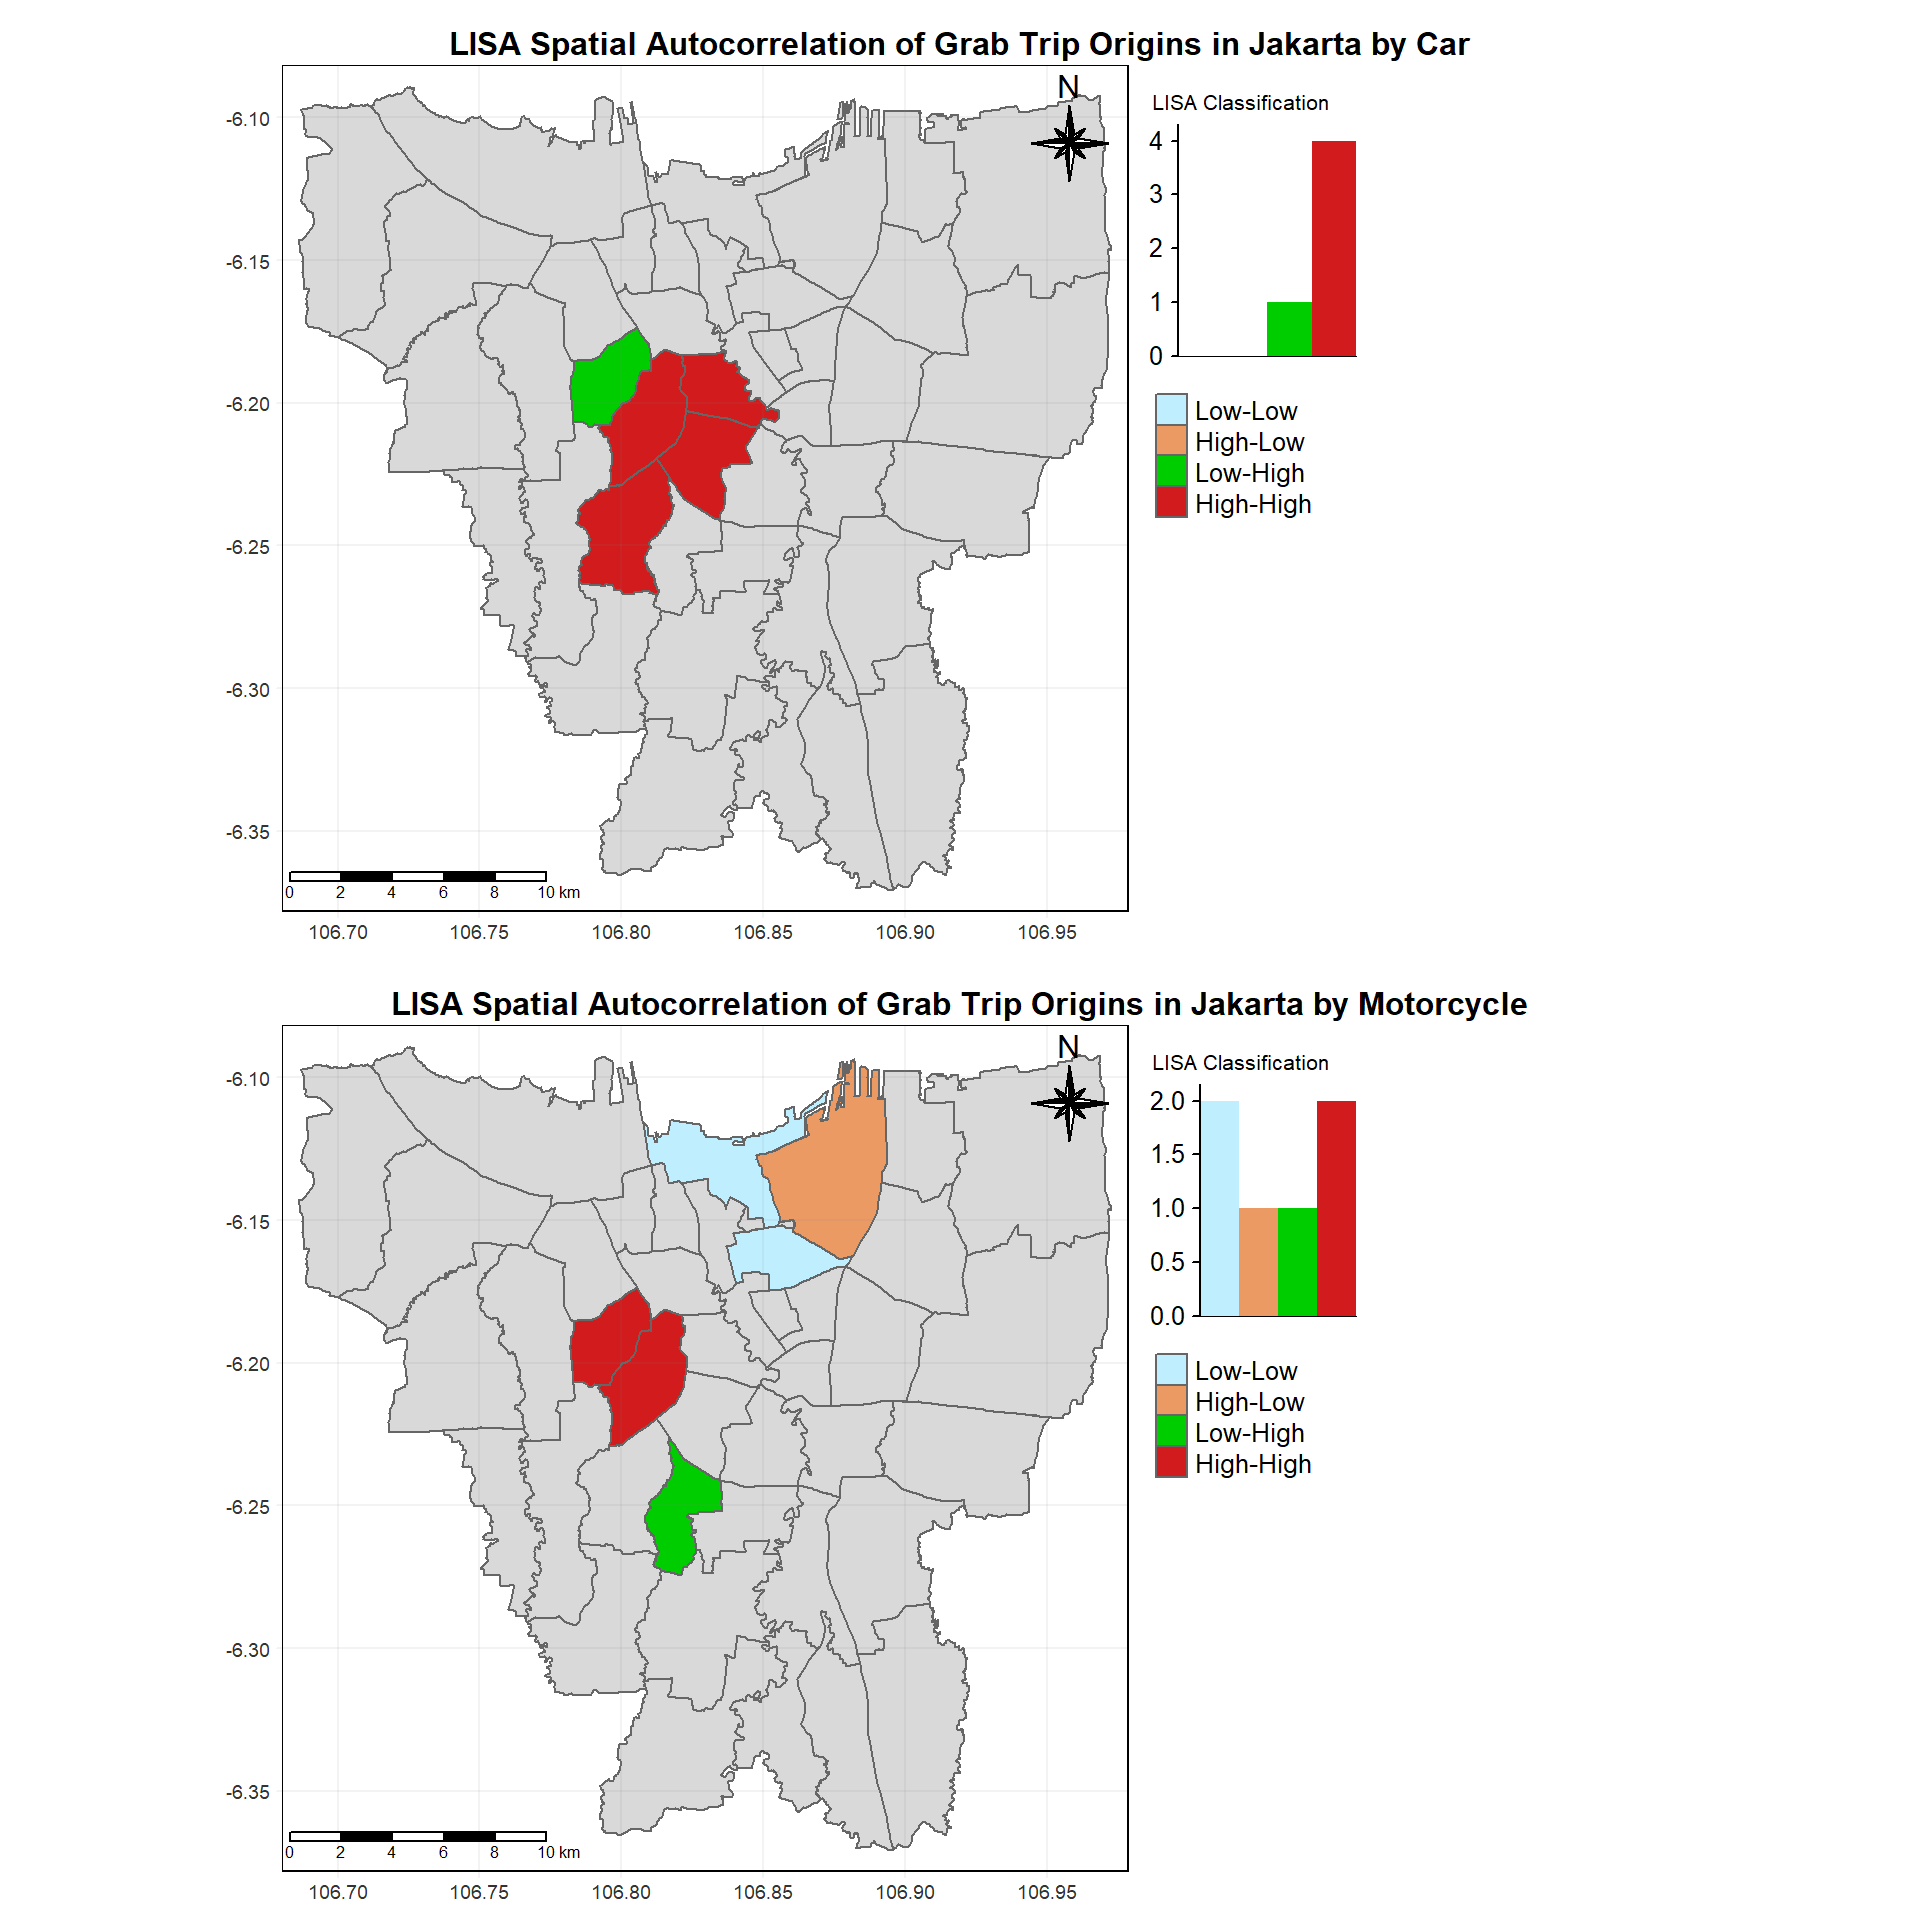 LISA Spatial Autocorrelation of Grab Trip Origins in Jakarta by Car
N
-6.10
-6.15
-6.20
-6.25
-6.30
-6.35
0 2 4 6 8 10 km
106.70 106.75 106.80 106.85 106.90 106.95
LISA Classification
4
3
2
1
0
Low-Low
High-Low
Low-High
High-High
LISA Spatial Autocorrelation of Grab Trip Origins in Jakarta by Motorcycle
N
-6.10
-6.15
-6.20
-6.25
-6.30
-6.35
0 2 4 6 8 10 km
106.70 106.75 106.80 106.85 106.90 106.95
LISA Classification
2.0
1.5
1.0
0.5
0.0
Low-Low
High-Low
Low-High
High-High